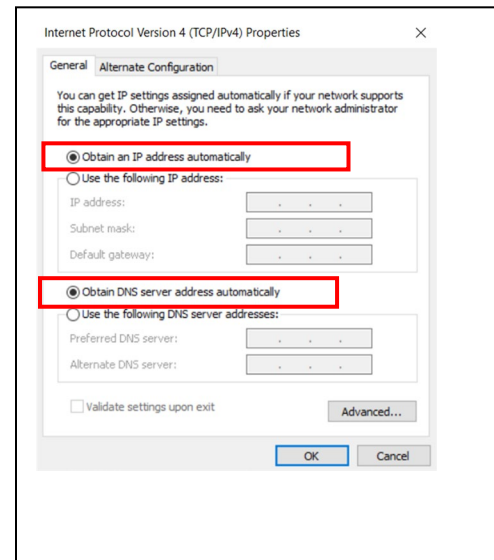 Internet Protocol Version 4 (TCP/IPv4) Properties
General Alternate Configuration
You can get IP settings assigned automatically if your network supports
this capability. Otherwise, you need to ask your network administrator
for the appropriate IP settings.
Obtain an IP address automatically
Use the following IP address:
IP address:
Subnet mask:
Default gateway:
Obtain DNS server address automatically
Use the following DNS server addresses:
Preferred DNS server:
Alternate DNS server:
Validate settings upon exit
Advanced...
OK Cancel